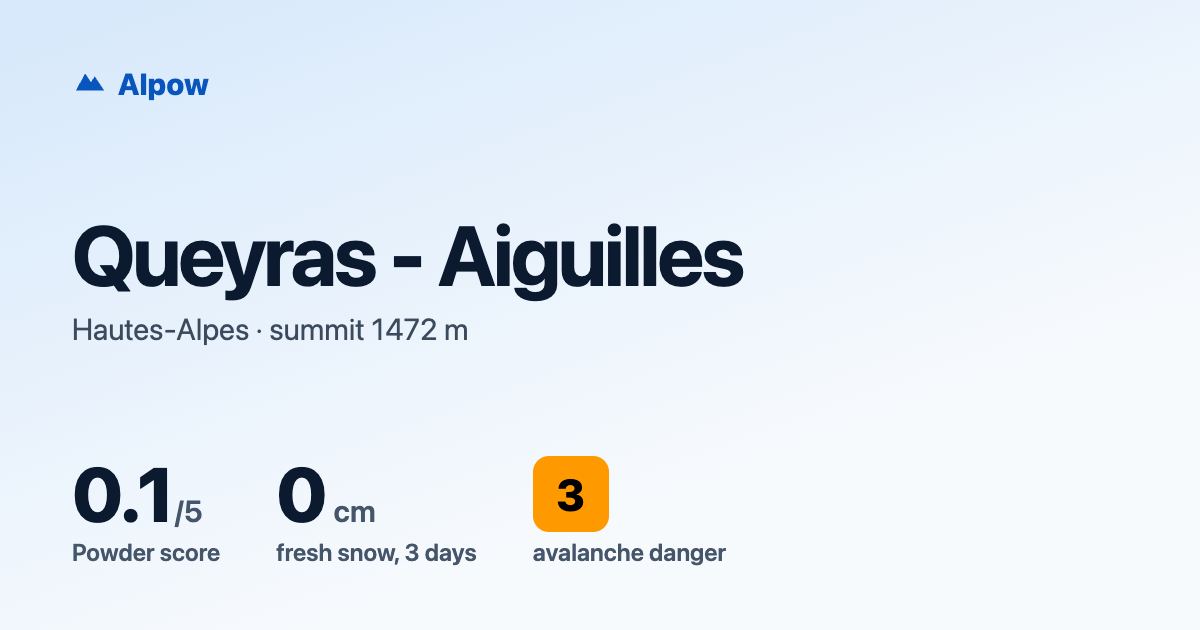 Alpow
Queyras - Aiguilles
Hautes-Alpes · summit 1472 m
0.1/5
Powder score
0 cm
fresh snow, 3 days
3
avalanche danger